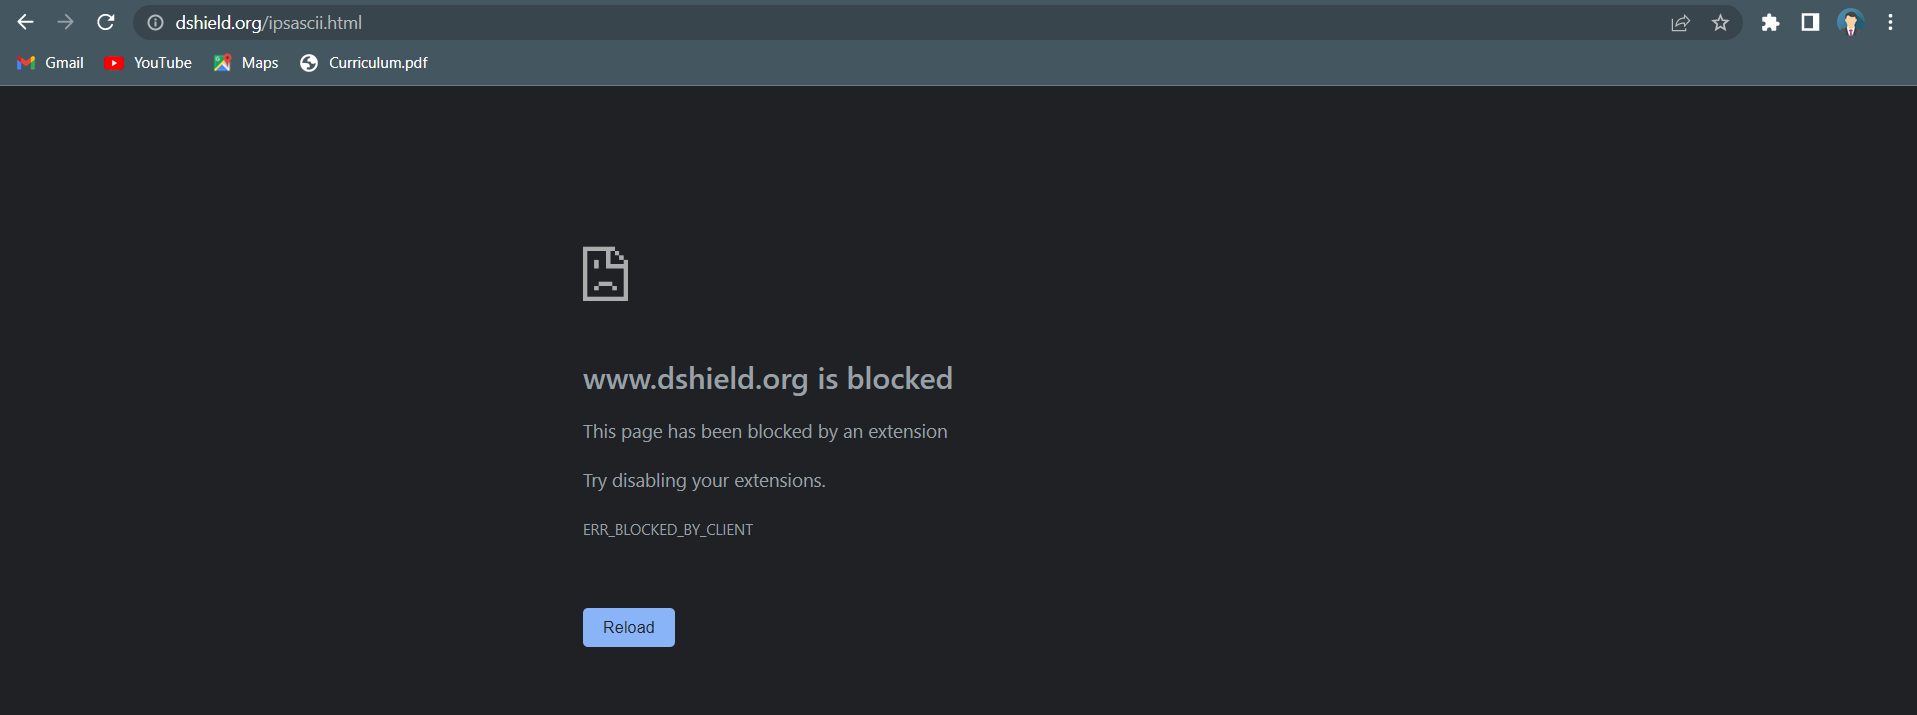 dshield.org/ipsascii.html
Gmail YouTube Maps Curriculum.pdf
www.dshield.org is blocked
This page has been blocked by an extension
Try disabling your extensions.
ERR_BLOCKED_BY_CLIENT
Reload